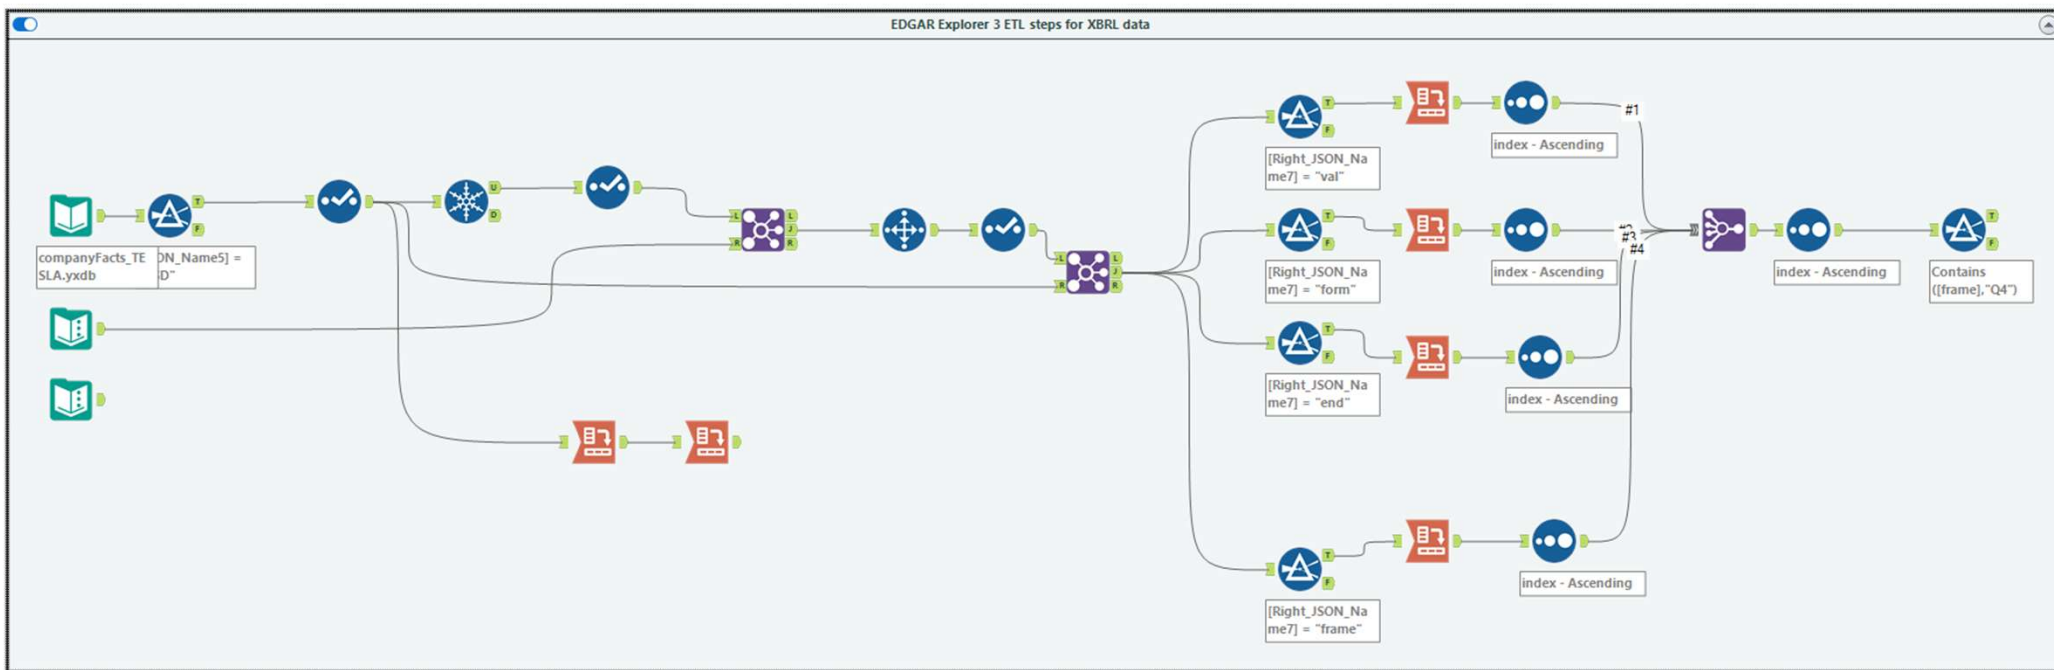 EDGAR Explorer 3 ETL steps for XBRL data
companyFacts_TE
SLA.yxdb
ON_Name5] =
D"
T
F
U
D
L
R
L
J
R
L
R
L
J
R
T
F
[Right_JSON_Na
me7] = "val"
index - Ascending
#1
T
F
[Right_JSON_Na
me7] = "form"
index - Ascending
#3
#4
T
F
[Right_JSON_Na
me7] = "end"
index - Ascending
T
F
[Right_JSON_Na
me7] = "frame"
index - Ascending
index - Ascending
T
F
Contains
([frame],"Q4")